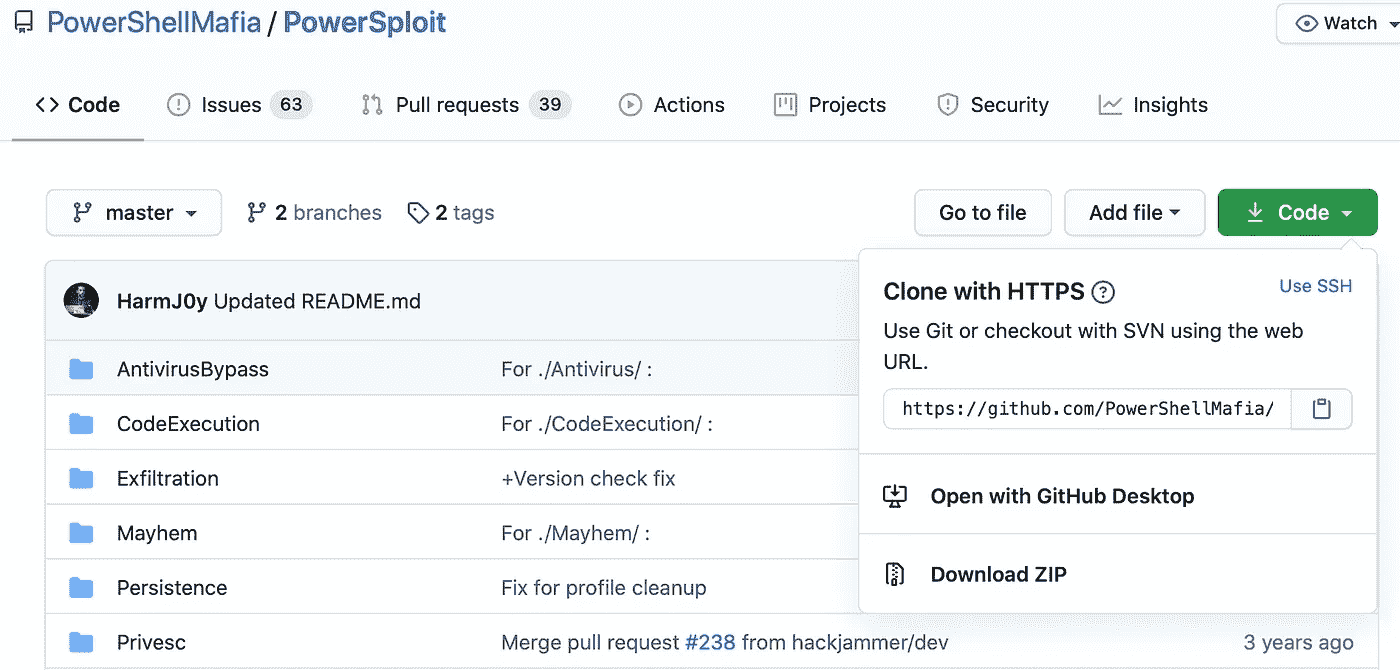 PowerShellMafia / PowerSploit
Watch
Code
Issues 63
Pull requests 39
Actions
Projects
Security
Insights
master
2 branches
2 tags
Go to file
Add file
Code
HarmJ0y Updated README.md
Clone with HTTPS ?
Use SSH
Use Git or checkout with SVN using the web
URL.
https://github.com/PowerShellMafia/
Open with GitHub Desktop
Download ZIP
AntivirusBypass For ./Antivirus/ :
CodeExecution For ./CodeExecution/ :
Exfiltration +Version check fix
Mayhem For ./Mayhem/ :
Persistence Fix for profile cleanup
Privesc Merge pull request #238 from hackjammer/dev 3 years ago